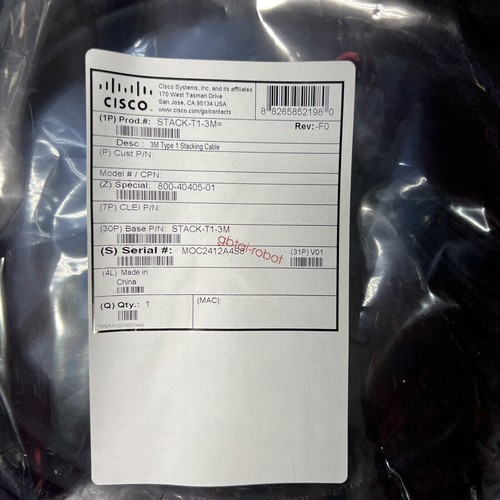 CISCO
Cisco Systems, Inc. and its affiliates
170 West Tasman Drive
San Jose, CA 95134 USA
www.cisco.com/go/contacts
8 8265852198 0
(1P) Prod.#: STACK-T1-3M=
Rev:-F0
Desc: 3M Type 1 Stacking Cable
(P) Cust P/N:
Model # / CPN:
(Z) Special: 800-40405-01
(7P) CLEI P/N:
(30P) Base P/N: STACK-T1-3M
gbtgi-robot
(S) Serial #: MOC2412A4S9
(31P) V01
(4L) Made in
China
(Q) Qty.: 1
(MAC):